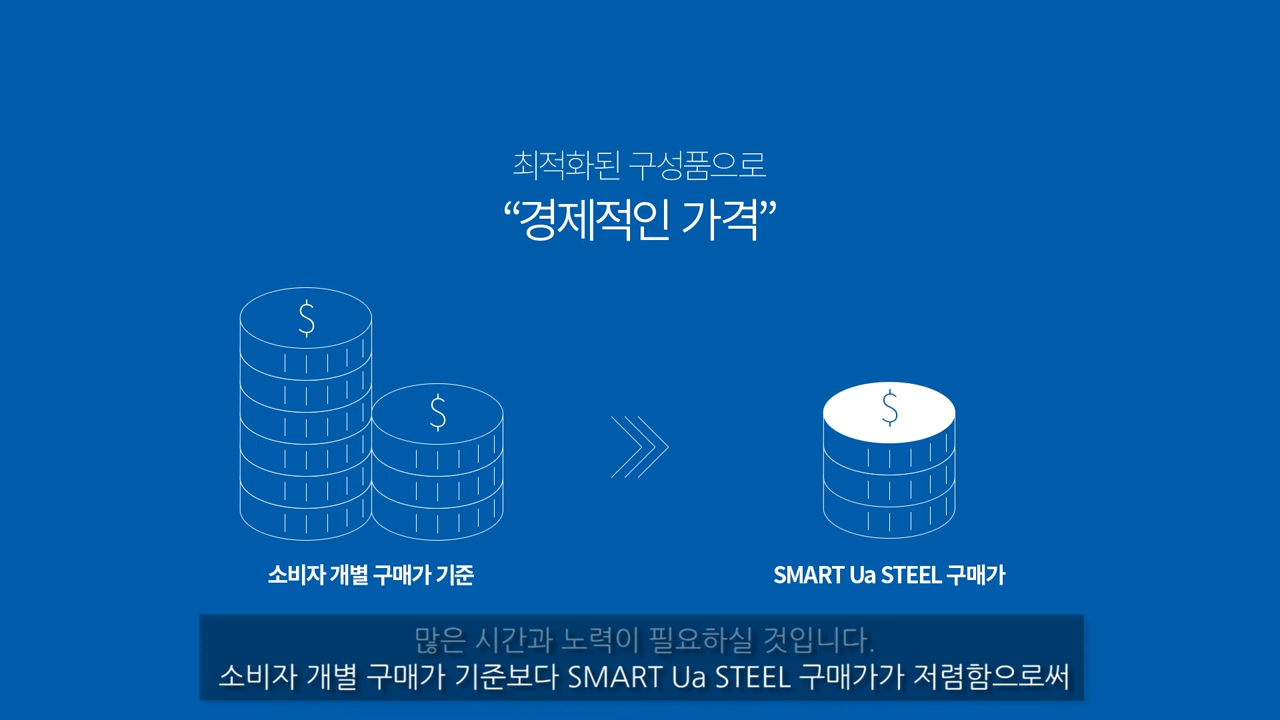 최적화된 구성품으로
“경제적인 가격”
$
$
$
소비자 개별 구매가 기준
SMART Ua STEEL 구매가
많은 시간과 노력이 필요하실 것입니다.
소비자 개별 구매가 기준보다 SMART Ua STEEL 구매가가 저렴함으로써